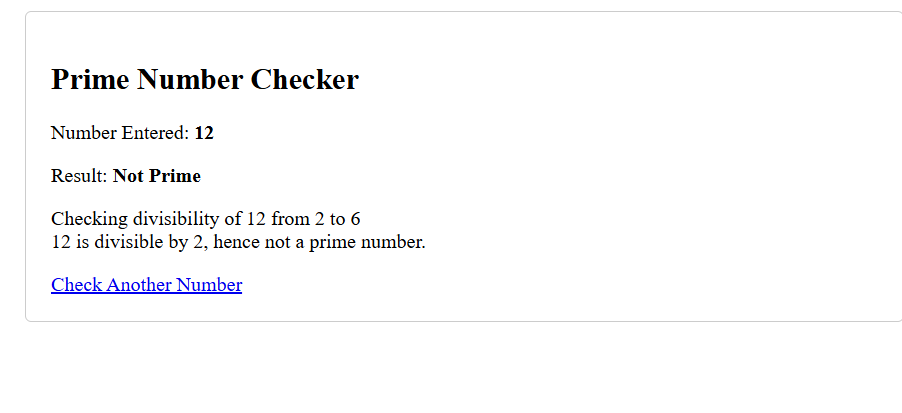 Prime Number Checker
Number Entered: 12
Result: Not Prime
Checking divisibility of 12 from 2 to 6
12 is divisible by 2, hence not a prime number.
Check Another Number